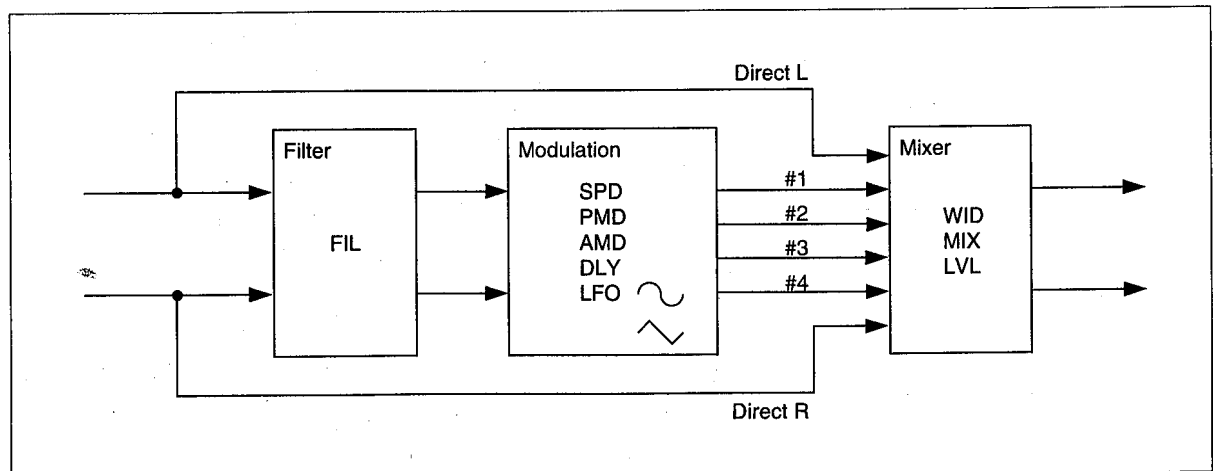 Direct L
Filter
FIL
Modulation
SPD
PMD
AMD
DLY
LFO
#1
#2
#3
#4
Mixer
WID
MIX
LVL
Direct R